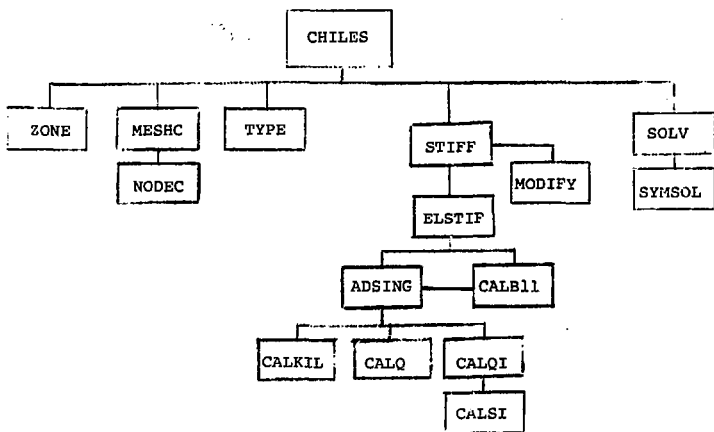 CHILES
ZONE
MESHC
TYPE
STIFF
SOLV
NODEC
MODIFY
SYMSOL
ELSTIF
ADSING
CALB11
CALKIL
CALQ
CALQI
CALSI